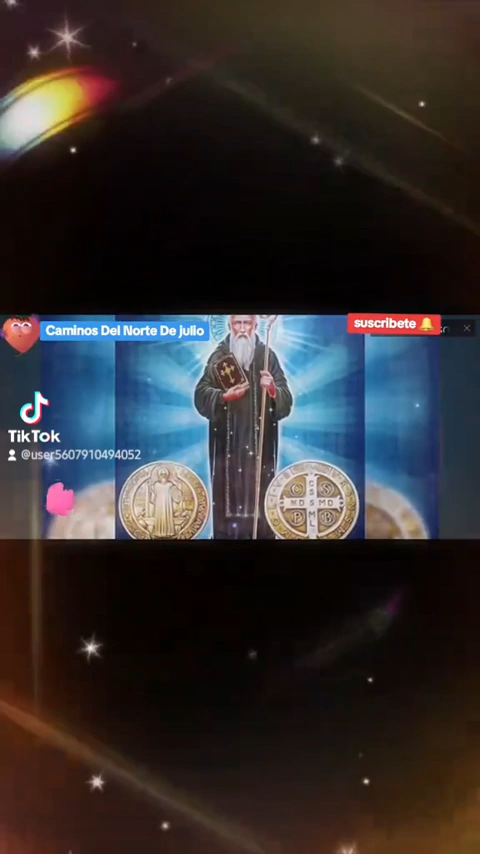 Caminos Del Norte De julio
suscribete 🔔
TikTok
@user5607910494052
C
S
N D S M D
M
L